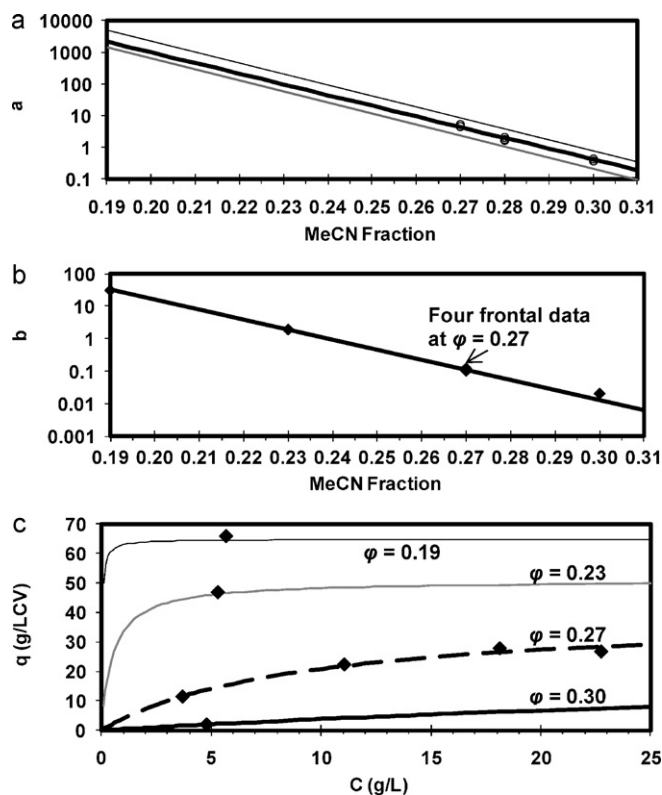 a
10000
1000
100
10
1
0.1
a
0.19 0.20 0.21 0.22 0.23 0.24 0.25 0.26 0.27 0.28 0.29 0.30 0.31
MeCN Fraction
b
100
10
1
0.1
0.01
0.001
b
Four frontal data
at φ = 0.27
0.19 0.20 0.21 0.22 0.23 0.24 0.25 0.26 0.27 0.28 0.29 0.30 0.31
MeCN Fraction
c
70
60
50
40
30
20
10
0
q (g/LCV)
φ = 0.19
φ = 0.23
φ = 0.27
φ = 0.30
0 5 10 15 20 25
C (g/L)